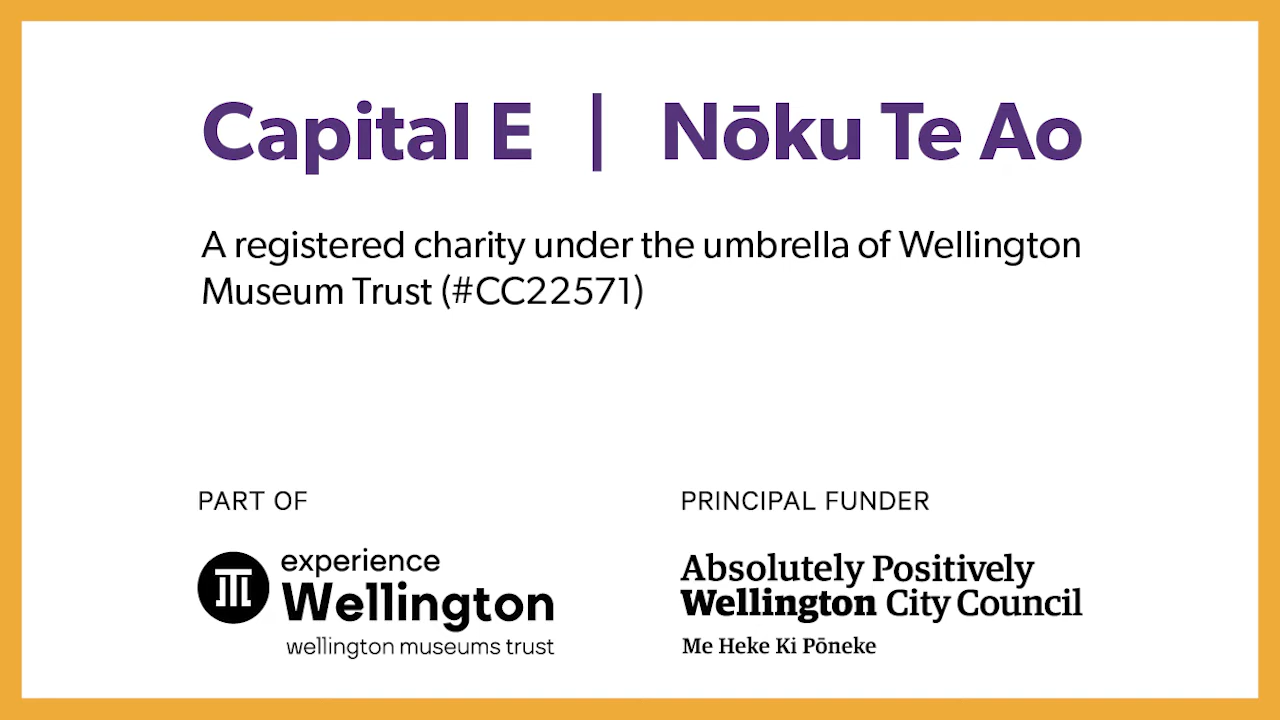 Capital E | Nōku Te Ao
A registered charity under the umbrella of Wellington
Museum Trust (#CC22571)
PART OF
experience
Wellington
wellington museums trust
PRINCIPAL FUNDER
Absolutely Positively
Wellington City Council
Me Heke Ki Pōneke